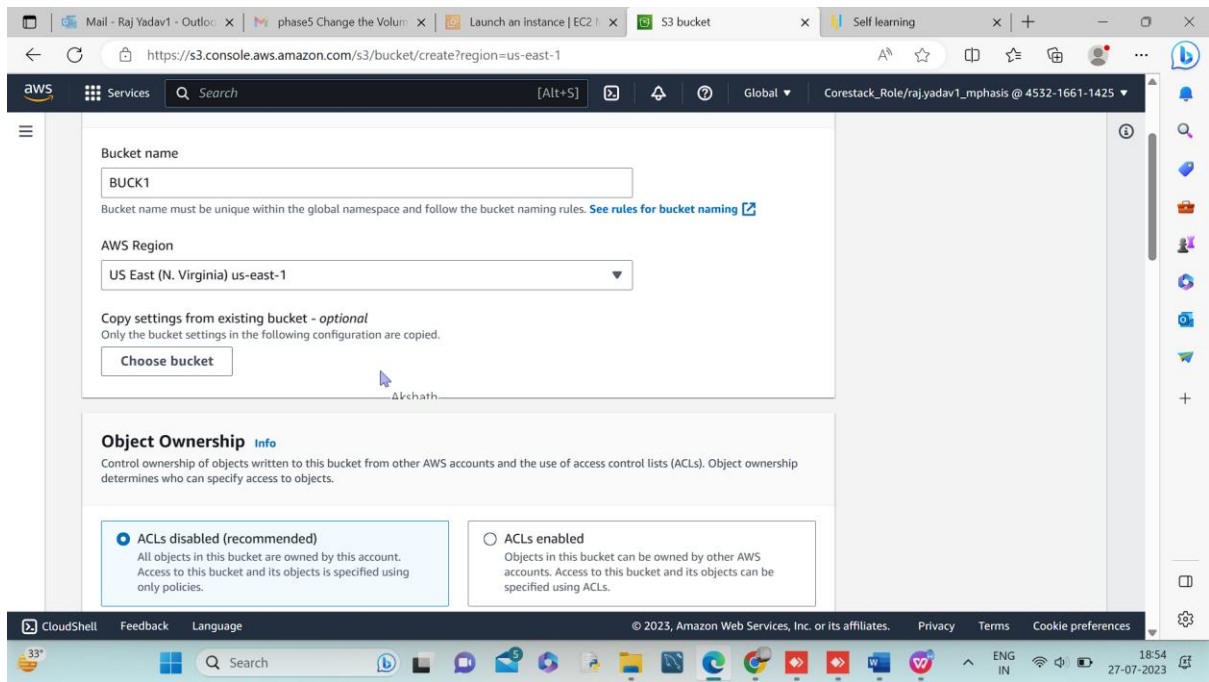 Mail - Raj Yadav1 - Outloo
phase5 Change the Volum
Launch an instance | EC2 M
S3 bucket
Self learning
https://s3.console.aws.amazon.com/s3/bucket/create?region=us-east-1
aws
Services
Search
[Alt+S]
Global
Corestack_Role/raj.yadav1_mphasis @ 4532-1661-1425
Bucket name
BUCK1
Bucket name must be unique within the global namespace and follow the bucket naming rules. See rules for bucket naming
AWS Region
US East (N. Virginia) us-east-1
Copy settings from existing bucket - optional
Only the bucket settings in the following configuration are copied.
Choose bucket
Akshath
Object Ownership Info
Control ownership of objects written to this bucket from other AWS accounts and the use of access control lists (ACLs). Object ownership
determines who can specify access to objects.
ACLs disabled (recommended)
All objects in this bucket are owned by this account.
Access to this bucket and its objects is specified using
only policies.
ACLs enabled
Objects in this bucket can be owned by other AWS
accounts. Access to this bucket and its objects can be
specified using ACLs.
CloudShell
Feedback
Language
© 2023, Amazon Web Services, Inc. or its affiliates.
Privacy
Terms
Cookie preferences
33°
Search
5
ENG
IN
18:54
27-07-2023